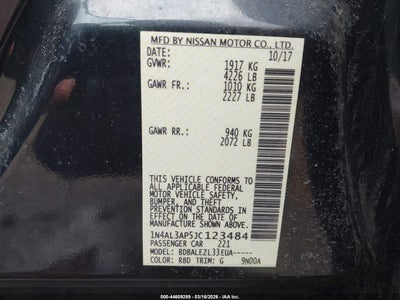 MFD BY NISSAN MOTOR CO., LTD.
DATE: 10/17
GVWR: 1917 KG
4226 LB
GAWR FR.: 1010 KG
2227 LB
GAWR RR.: 940 KG
2072 LB
THIS VEHICLE CONFORMS TO
ALL APPLICABLE FEDERAL
MOTOR VEHICLE SAFETY,
BUMPER, AND THEFT
PREVENTION STANDARDS
IN EFFECT ON THE DATE OF
MANUFACTURE SHOWN ABOVE.
1N4AL3AP5JC123484
PASSENGER CAR 221
MODEL: BDBALEZL33EUA-----
COLOR: RBD TRIM: G 9N00A
© IAA - 44609269 | 03/16/2026 - IAAI.COM